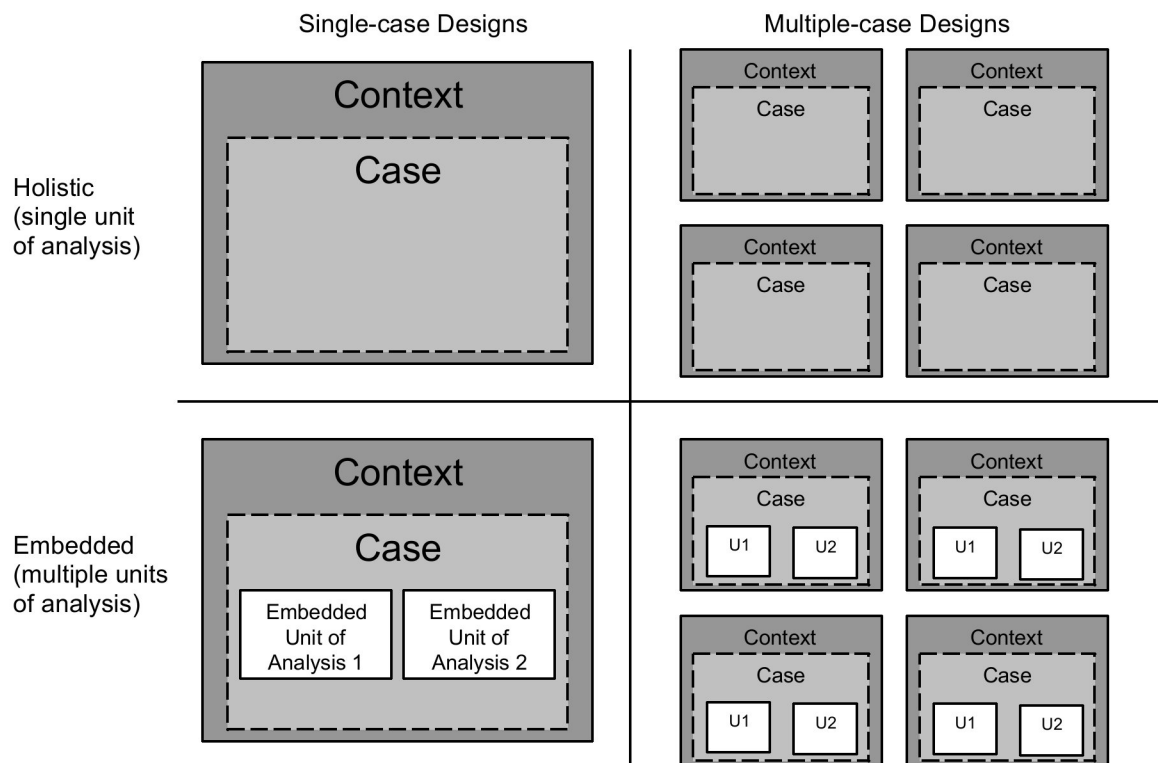 Single-case Designs
Multiple-case Designs
Holistic
(single unit
of analysis)
Context
Case
Context
Case
Context
Case
Context
Case
Context
Case
Embedded
(multiple units
of analysis)
Context
Case
Embedded
Unit of
Analysis 1
Embedded
Unit of
Analysis 2
Context
Case
U1
U2
Context
Case
U1
U2
Context
Case
U1
U2
Context
Case
U1
U2